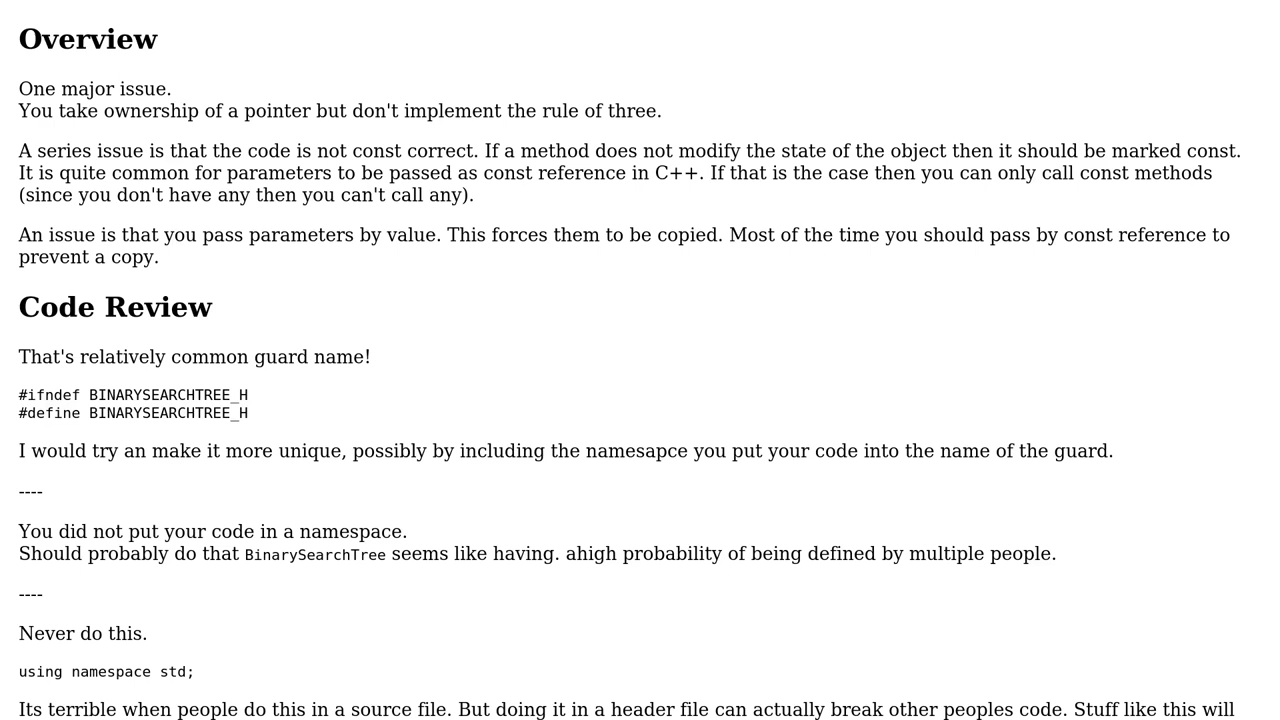 Overview
One major issue.
You take ownership of a pointer but don't implement the rule of three.
A series issue is that the code is not const correct. If a method does not modify the state of the object then it should be marked const.
It is quite common for parameters to be passed as const reference in C++. If that is the case then you can only call const methods
(since you don't have any then you can't call any).
An issue is that you pass parameters by value. This forces them to be copied. Most of the time you should pass by const reference to
prevent a copy.
Code Review
That's relatively common guard name!
#ifndef BINARYSEARCHTREE_H
#define BINARYSEARCHTREE_H
I would try an make it more unique, possibly by including the namesapce you put your code into the name of the guard.
----
You did not put your code in a namespace.
Should probably do that BinarySearchTree seems like having. ahigh probability of being defined by multiple people.
----
Never do this.
using namespace std;
Its terrible when people do this in a source file. But doing it in a header file can actually break other peoples code. Stuff like this will